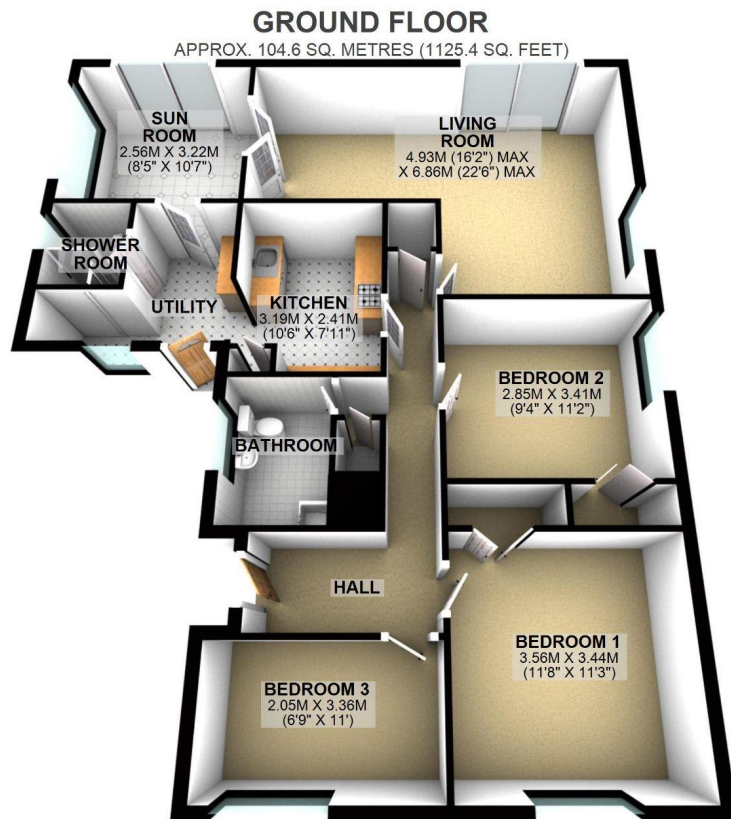 GROUND FLOOR
APPROX. 104.6 SQ. METRES (1125.4 SQ. FEET)
SUN
ROOM
2.56M X 3.22M
(8'5" X 10'7")
LIVING
ROOM
4.93M (16'2") MAX
X 6.86M (22'6") MAX
SHOWER
ROOM
UTILITY
KITCHEN
3.19M X 2.41M
(10'6" X 7'11")
BEDROOM 2
2.85M X 3.41M
(9'4" X 11'2")
BATHROOM
HALL
BEDROOM 1
3.56M X 3.44M
(11'8" X 11'3")
BEDROOM 3
2.05M X 3.36M
(6'9" X 11')